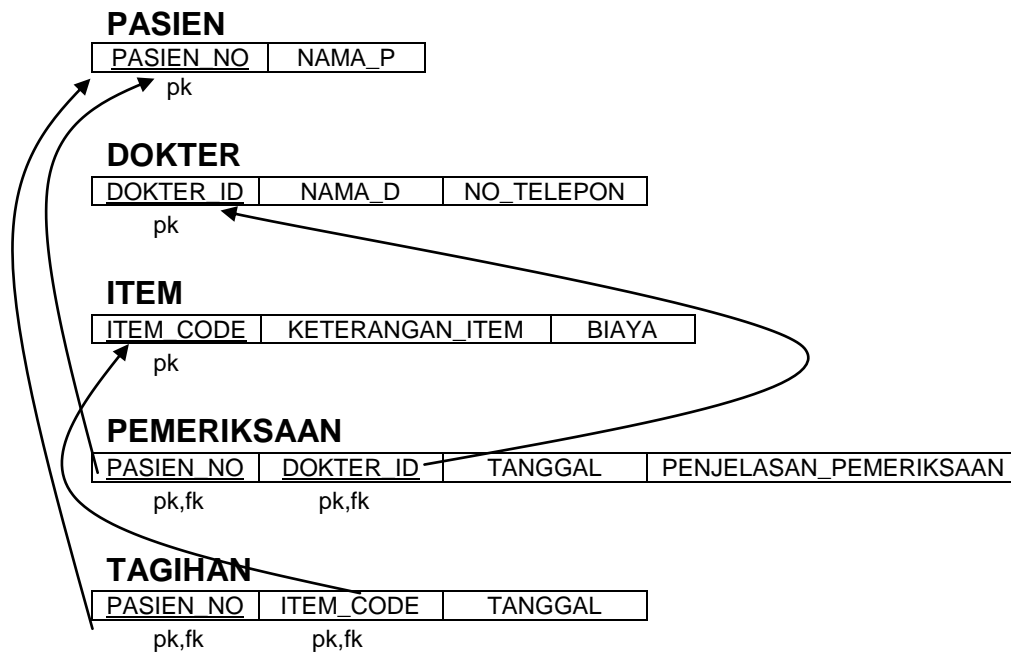 PASIEN
PASIEN_NO NAMA_P
pk
DOKTER
DOKTER_ID NAMA_D NO_TELEPON
pk
ITEM
ITEM_CODE KETERANGAN_ITEM BIAYA
pk
PEMERIKSAAN
PASIEN_NO DOKTER_ID TANGGAL PENJELASAN_PEMERIKSAAN
pk,fk pk,fk
TAGIHAN
PASIEN_NO ITEM_CODE TANGGAL
pk,fk pk,fk